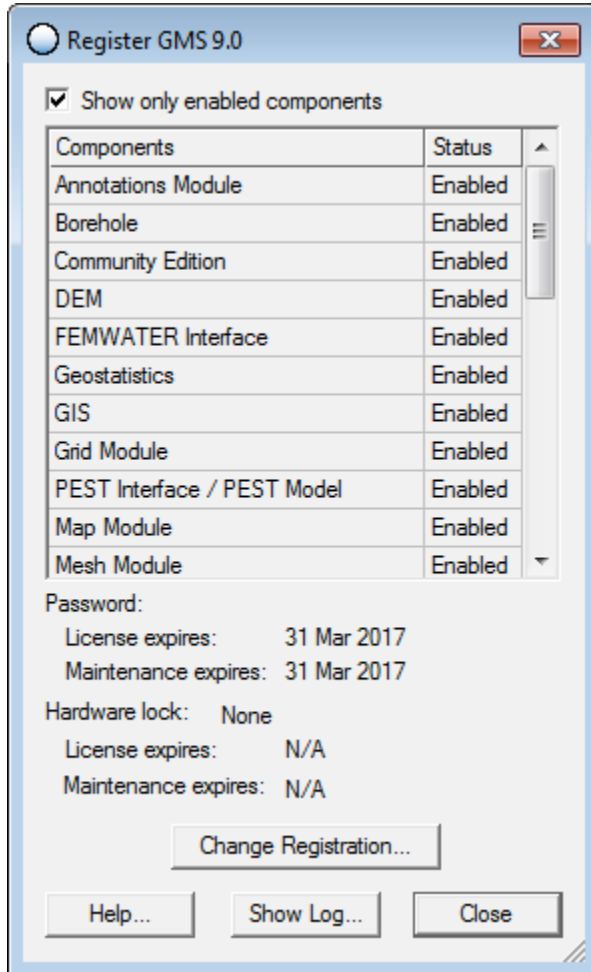 Register GMS 9.0
Show only enabled components
Components Status
Annotations Module Enabled
Borehole Enabled
Community Edition Enabled
DEM Enabled
FEMWATER Interface Enabled
Geostatistics Enabled
GIS Enabled
Grid Module Enabled
PEST Interface / PEST Model Enabled
Map Module Enabled
Mesh Module Enabled
Password:
License expires: 31 Mar 2017
Maintenance expires: 31 Mar 2017
Hardware lock: None
License expires: N/A
Maintenance expires: N/A
Change Registration...
Help... Show Log... Close